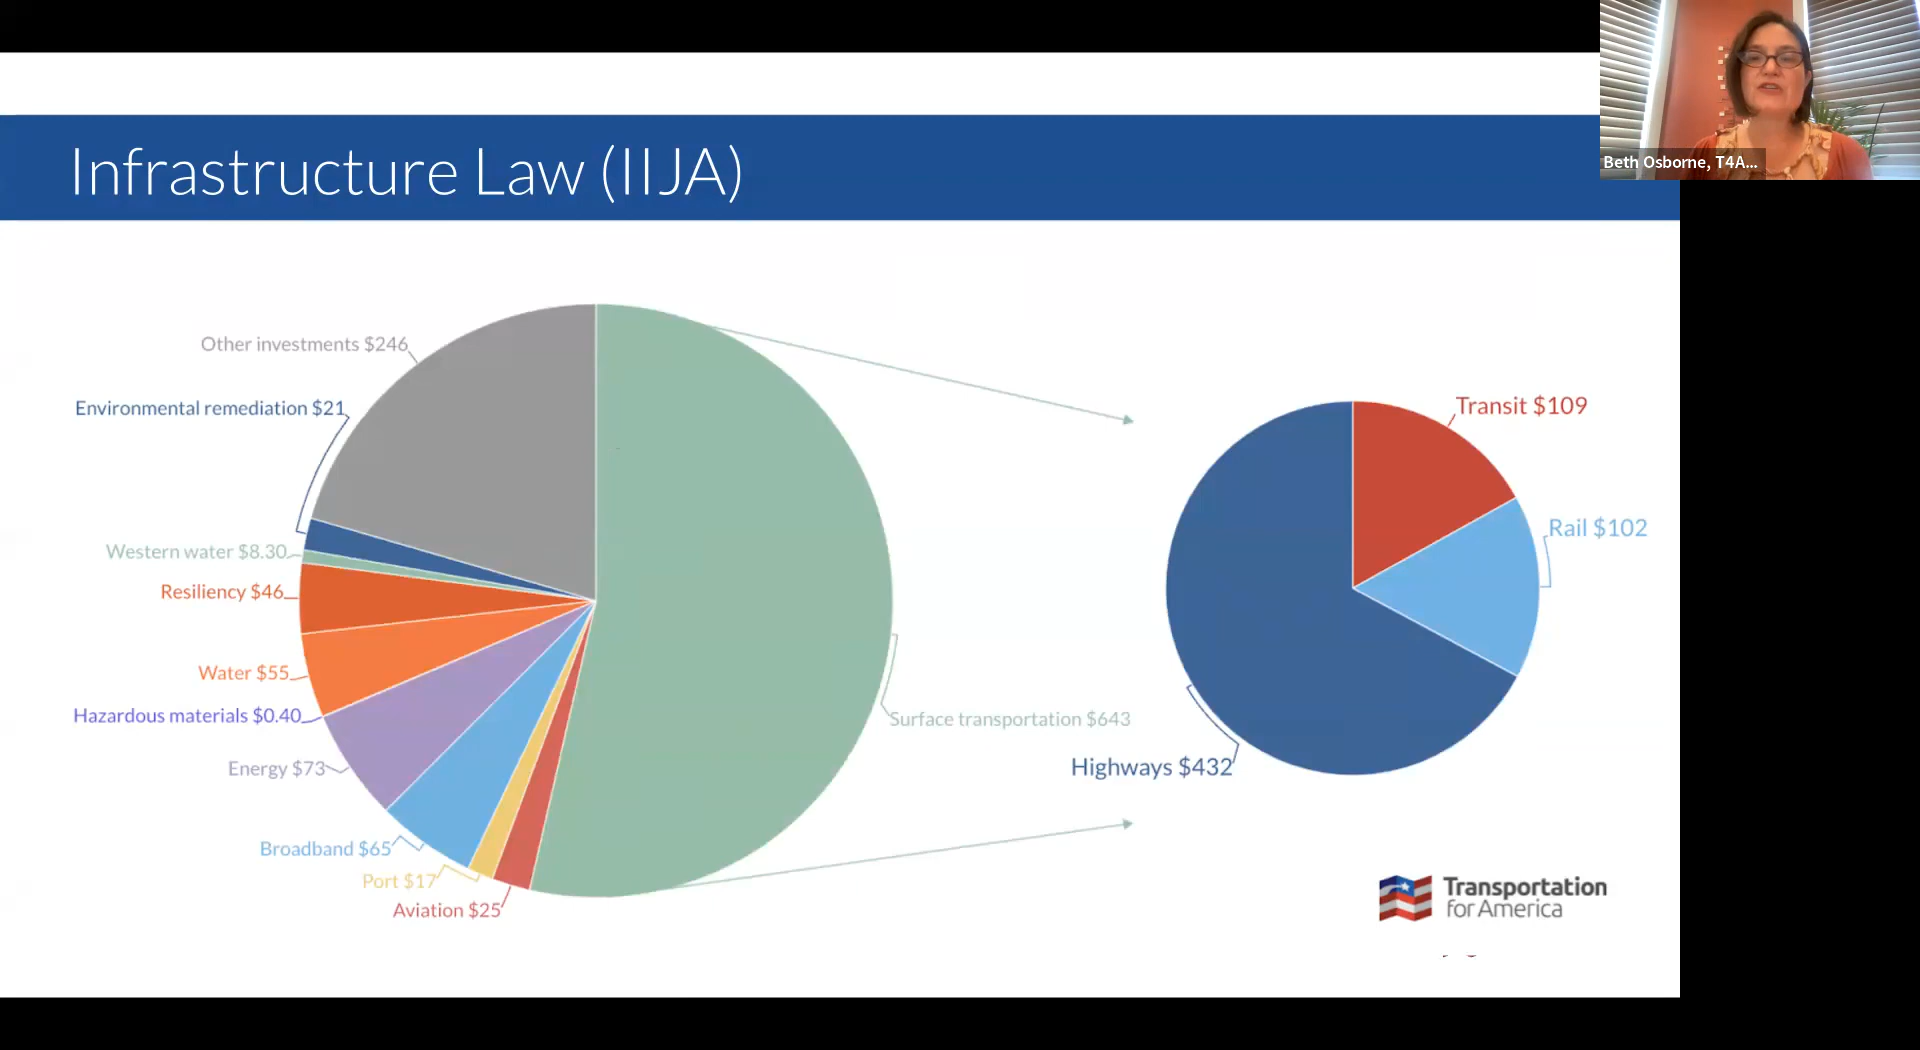 Infrastructure Law (IIJA)
Beth Osborne, T4A...
Other investments $246
Environmental remediation $21
Western water $8.30
Resiliency $46
Water $55
Hazardous materials $0.40
Energy $73
Broadband $65
Port $17
Aviation $25
Surface transportation $643
Transit $109
Rail $102
Highways $432
Transportation
for America